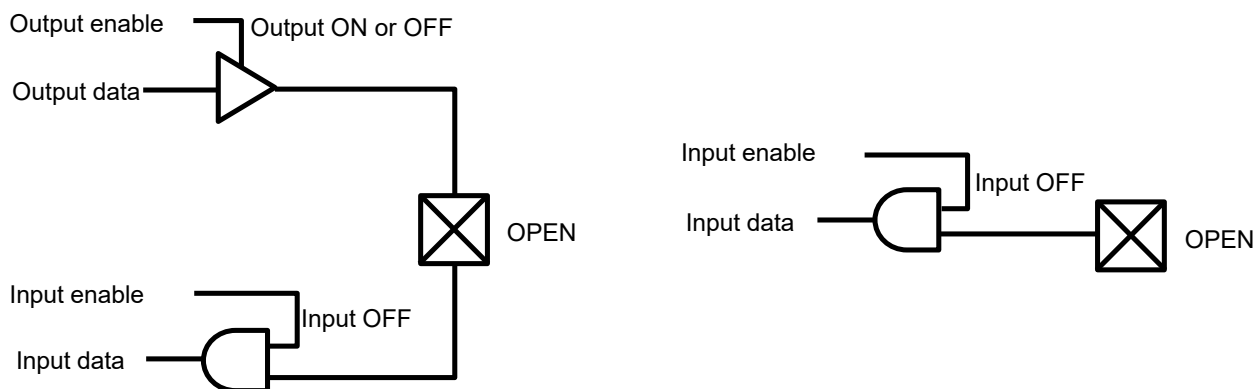 Output enable
Output ON or OFF
Output data
OPEN
Input enable
Input OFF
Input data
Input enable
Input OFF
Input data
OPEN